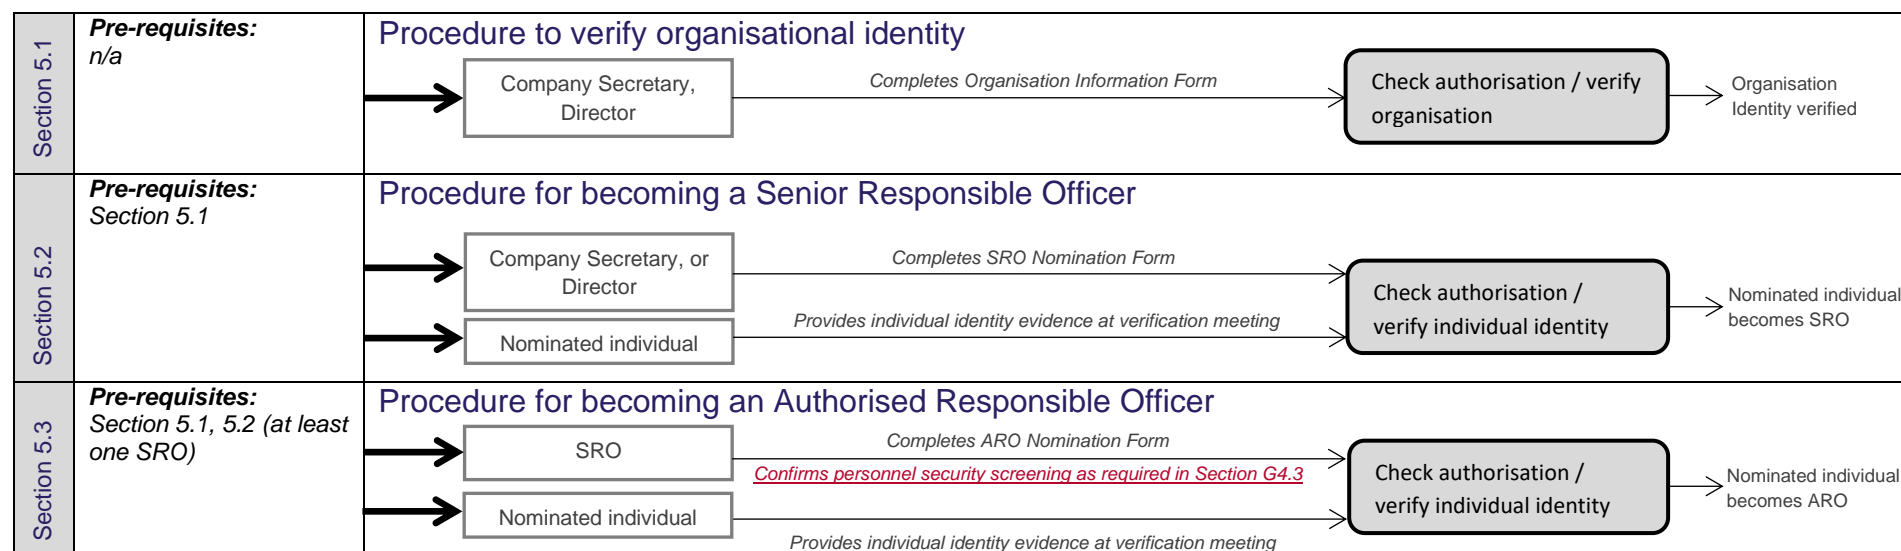 Section 5.1
Pre-requisites:
n/a
Procedure to verify organisational identity
Company Secretary,
Director
Completes Organisation Information Form
Check authorisation / verify
organisation
Organisation
Identity verified
Section 5.2
Pre-requisites:
Section 5.1
Procedure for becoming a Senior Responsible Officer
Company Secretary, or
Director
Completes SRO Nomination Form
Nominated individual
Provides individual identity evidence at verification meeting
Check authorisation /
verify individual identity
Nominated individual
becomes SRO
Section 5.3
Pre-requisites:
Section 5.1, 5.2 (at least
one SRO)
Procedure for becoming an Authorised Responsible Officer
SRO
Completes ARO Nomination Form
Confirms personnel security screening as required in Section G4.3
Nominated individual
Provides individual identity evidence at verification meeting
Check authorisation /
verify individual identity
Nominated individual
becomes ARO